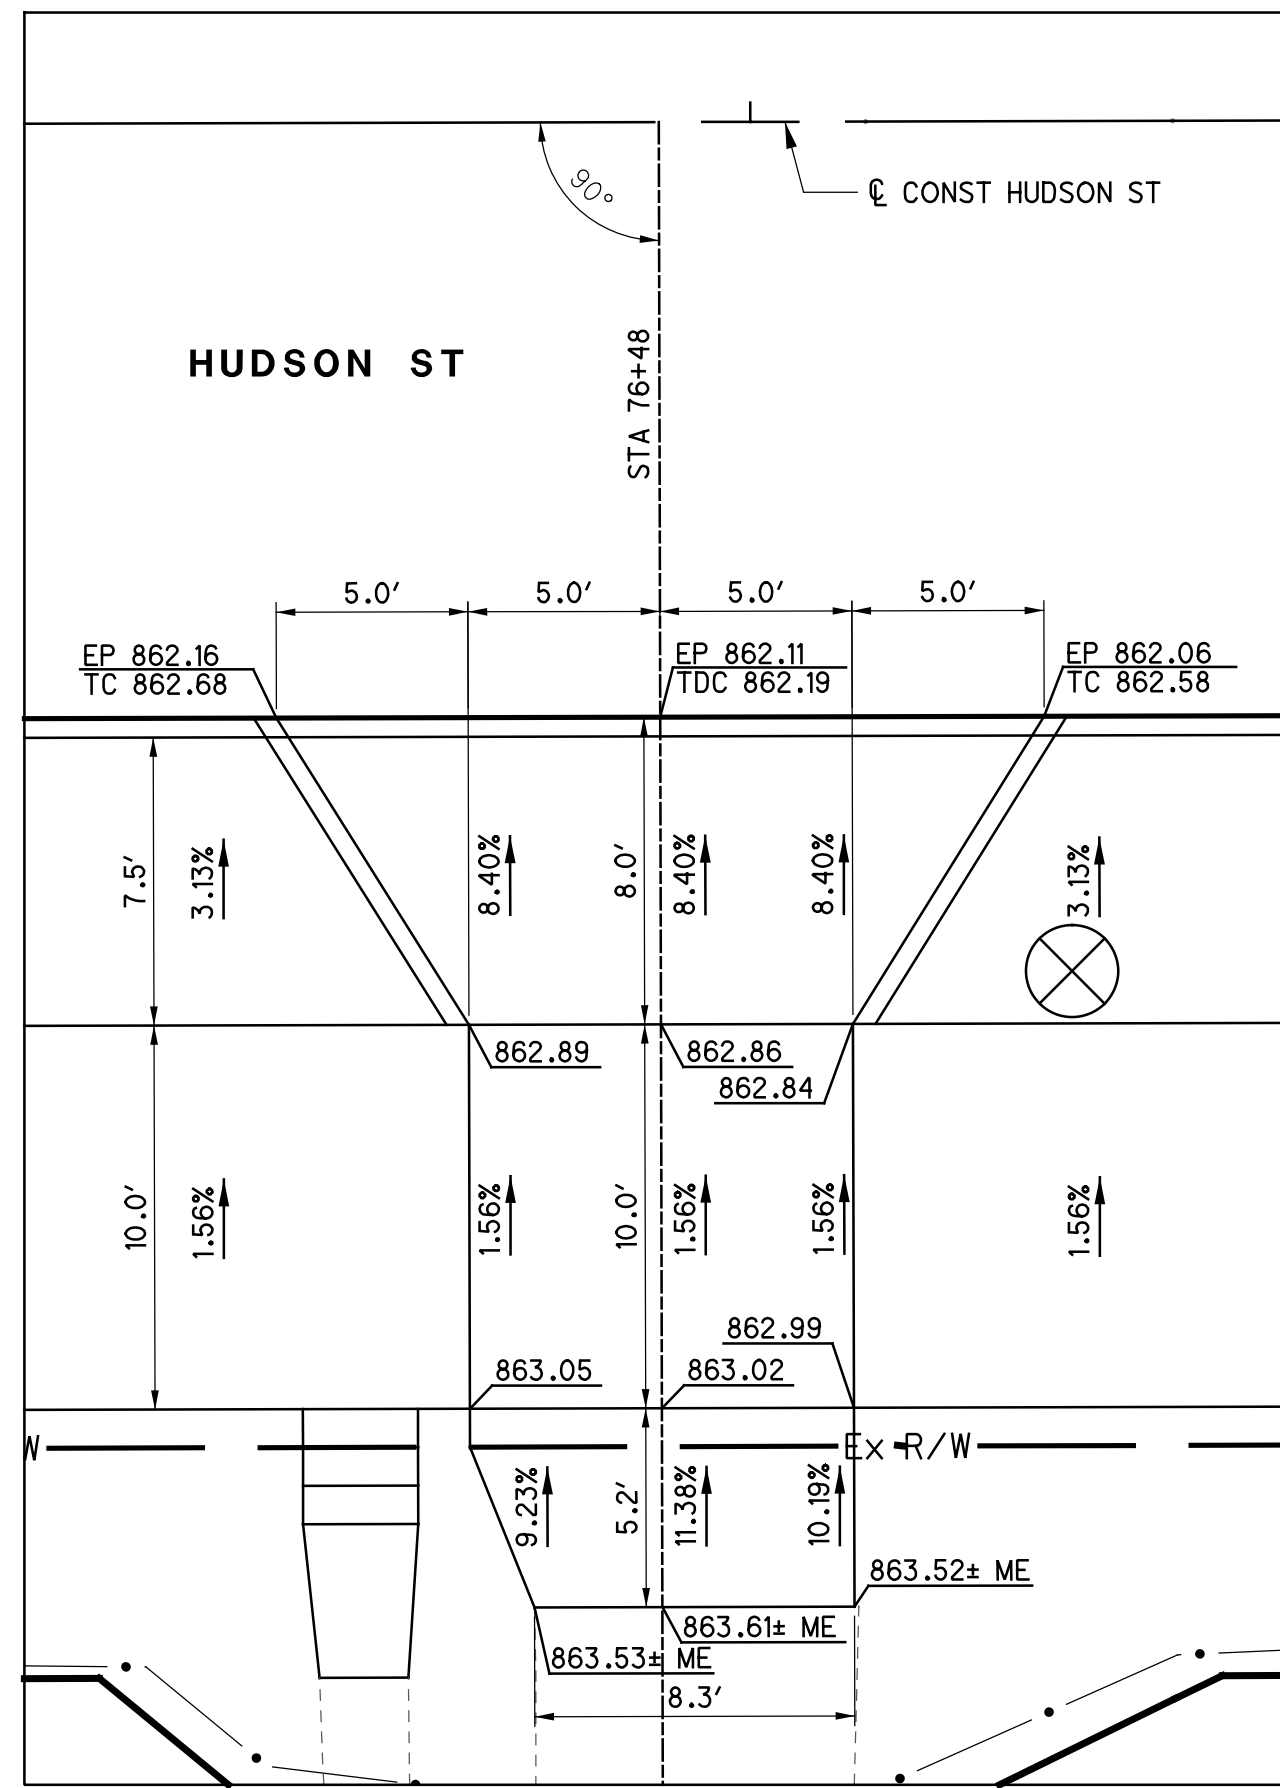 90°
℄ CONST HUDSON ST
HUDSON ST
STA 76+48
5.0′
5.0′
5.0′
5.0′
EP 862.16
TC 862.68
EP 862.11
TDC 862.19
EP 862.06
TC 862.58
7.5′
3.13%
8.40%
8.0′
8.40%
8.40%
3.13%
862.89
862.86
862.84
10.0′
1.56%
1.56%
10.0′
1.56%
1.56%
1.56%
862.99
863.05
863.02
W
Ex R/W
9.23%
5.2′
11.38%
10.19%
863.52± ME
863.61± ME
863.53± ME
8.3′